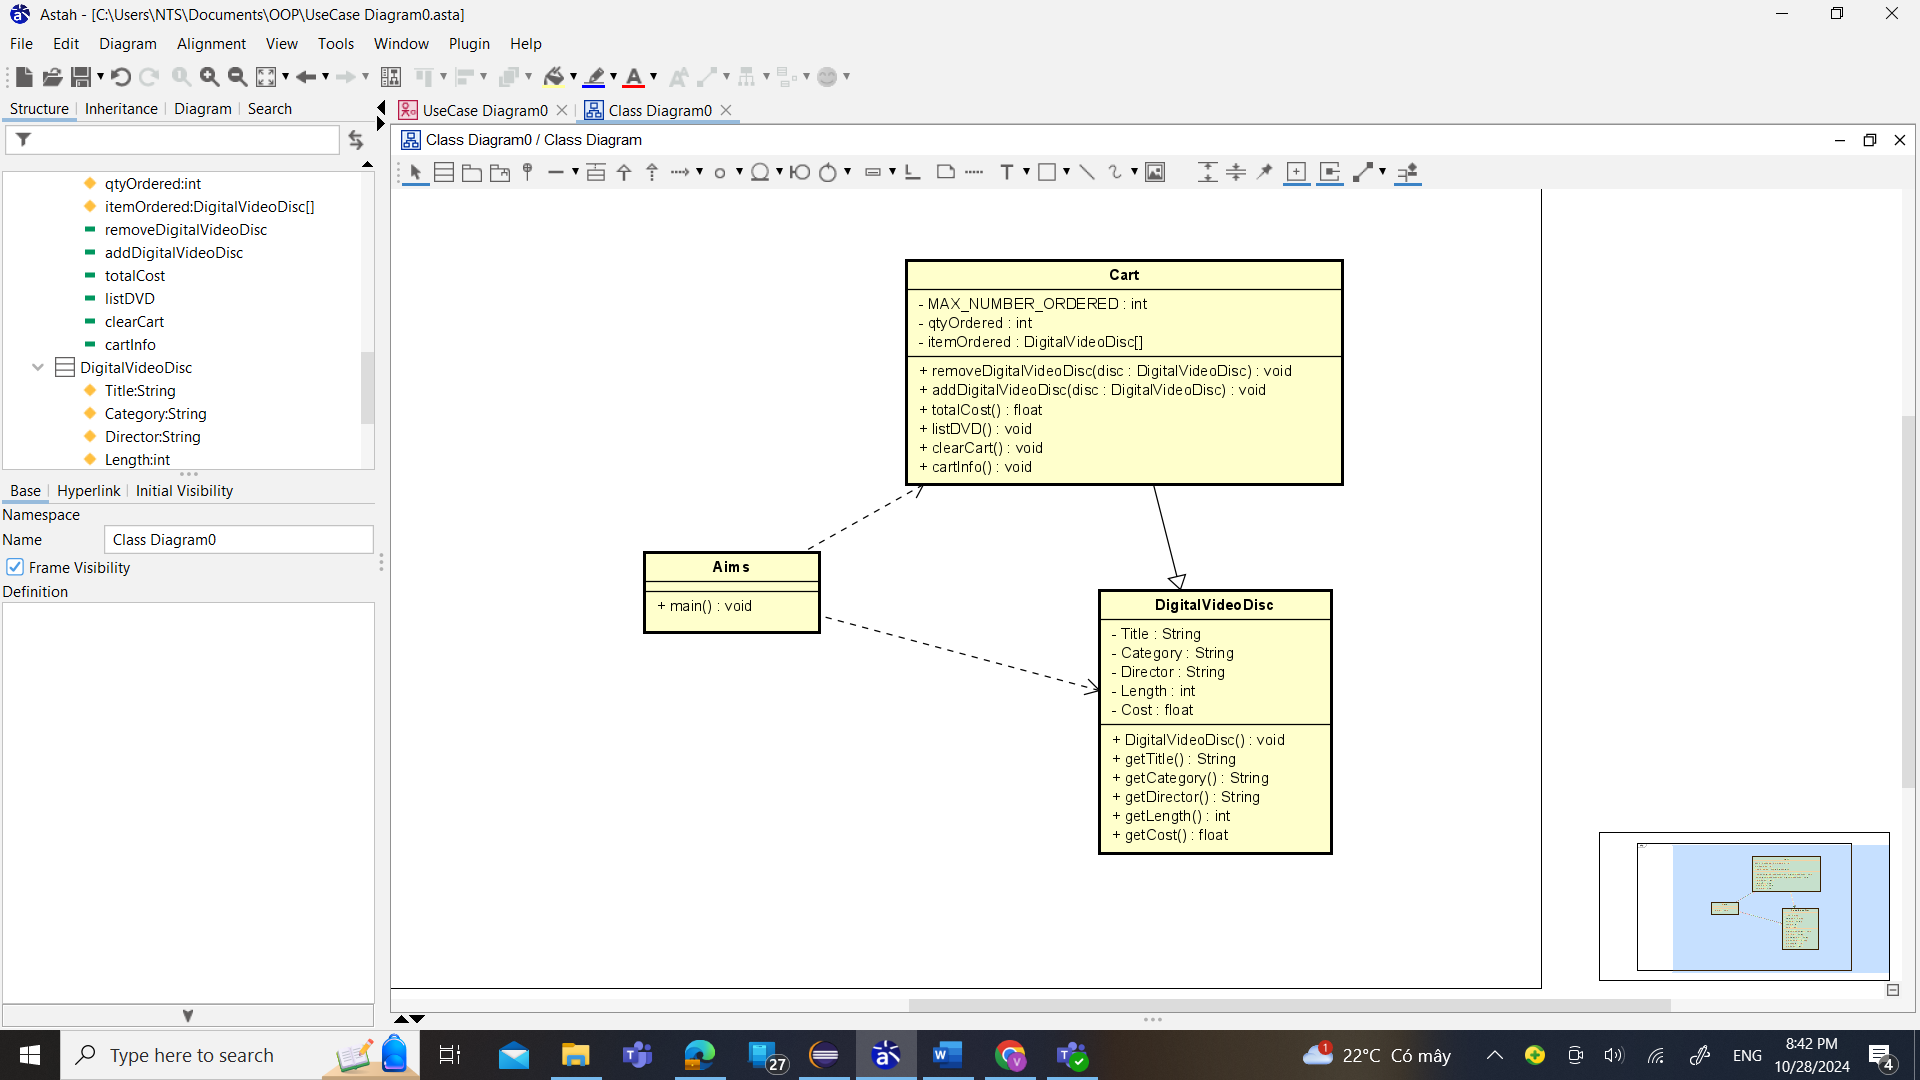 Astah - [C:\Users\NTS\Documents\OOP\UseCase Diagram0.asta]
File Edit Diagram Alignment View Tools Window Plugin Help
Structure Inheritance Diagram Search
UseCase Diagram0
Class Diagram0
Class Diagram0 / Class Diagram
qtyOrdered:int
itemOrdered:DigitalVideoDisc[]
removeDigitalVideoDisc
addDigitalVideoDisc
totalCost
listDVD
clearCart
cartInfo
DigitalVideoDisc
Title:String
Category:String
Director:String
Length:int
Base Hyperlink Initial Visibility
Namespace
Name Class Diagram0
Frame Visibility
Definition
Cart
- MAX_NUMBER_ORDERED : int
- qtyOrdered : int
- itemOrdered : DigitalVideoDisc[]
+ removeDigitalVideoDisc(disc : DigitalVideoDisc) : void
+ addDigitalVideoDisc(disc : DigitalVideoDisc) : void
+ totalCost() : float
+ listDVD() : void
+ clearCart() : void
+ cartInfo() : void
Aims
+ main() : void
DigitalVideoDisc
- Title : String
- Category : String
- Director : String
- Length : int
- Cost : float
+ DigitalVideoDisc() : void
+ getTitle() : String
+ getCategory() : String
+ getDirector() : String
+ getLength() : int
+ getCost() : float
Type here to search
27
1
22°C Có mây
ENG
8:42 PM
10/28/2024
4